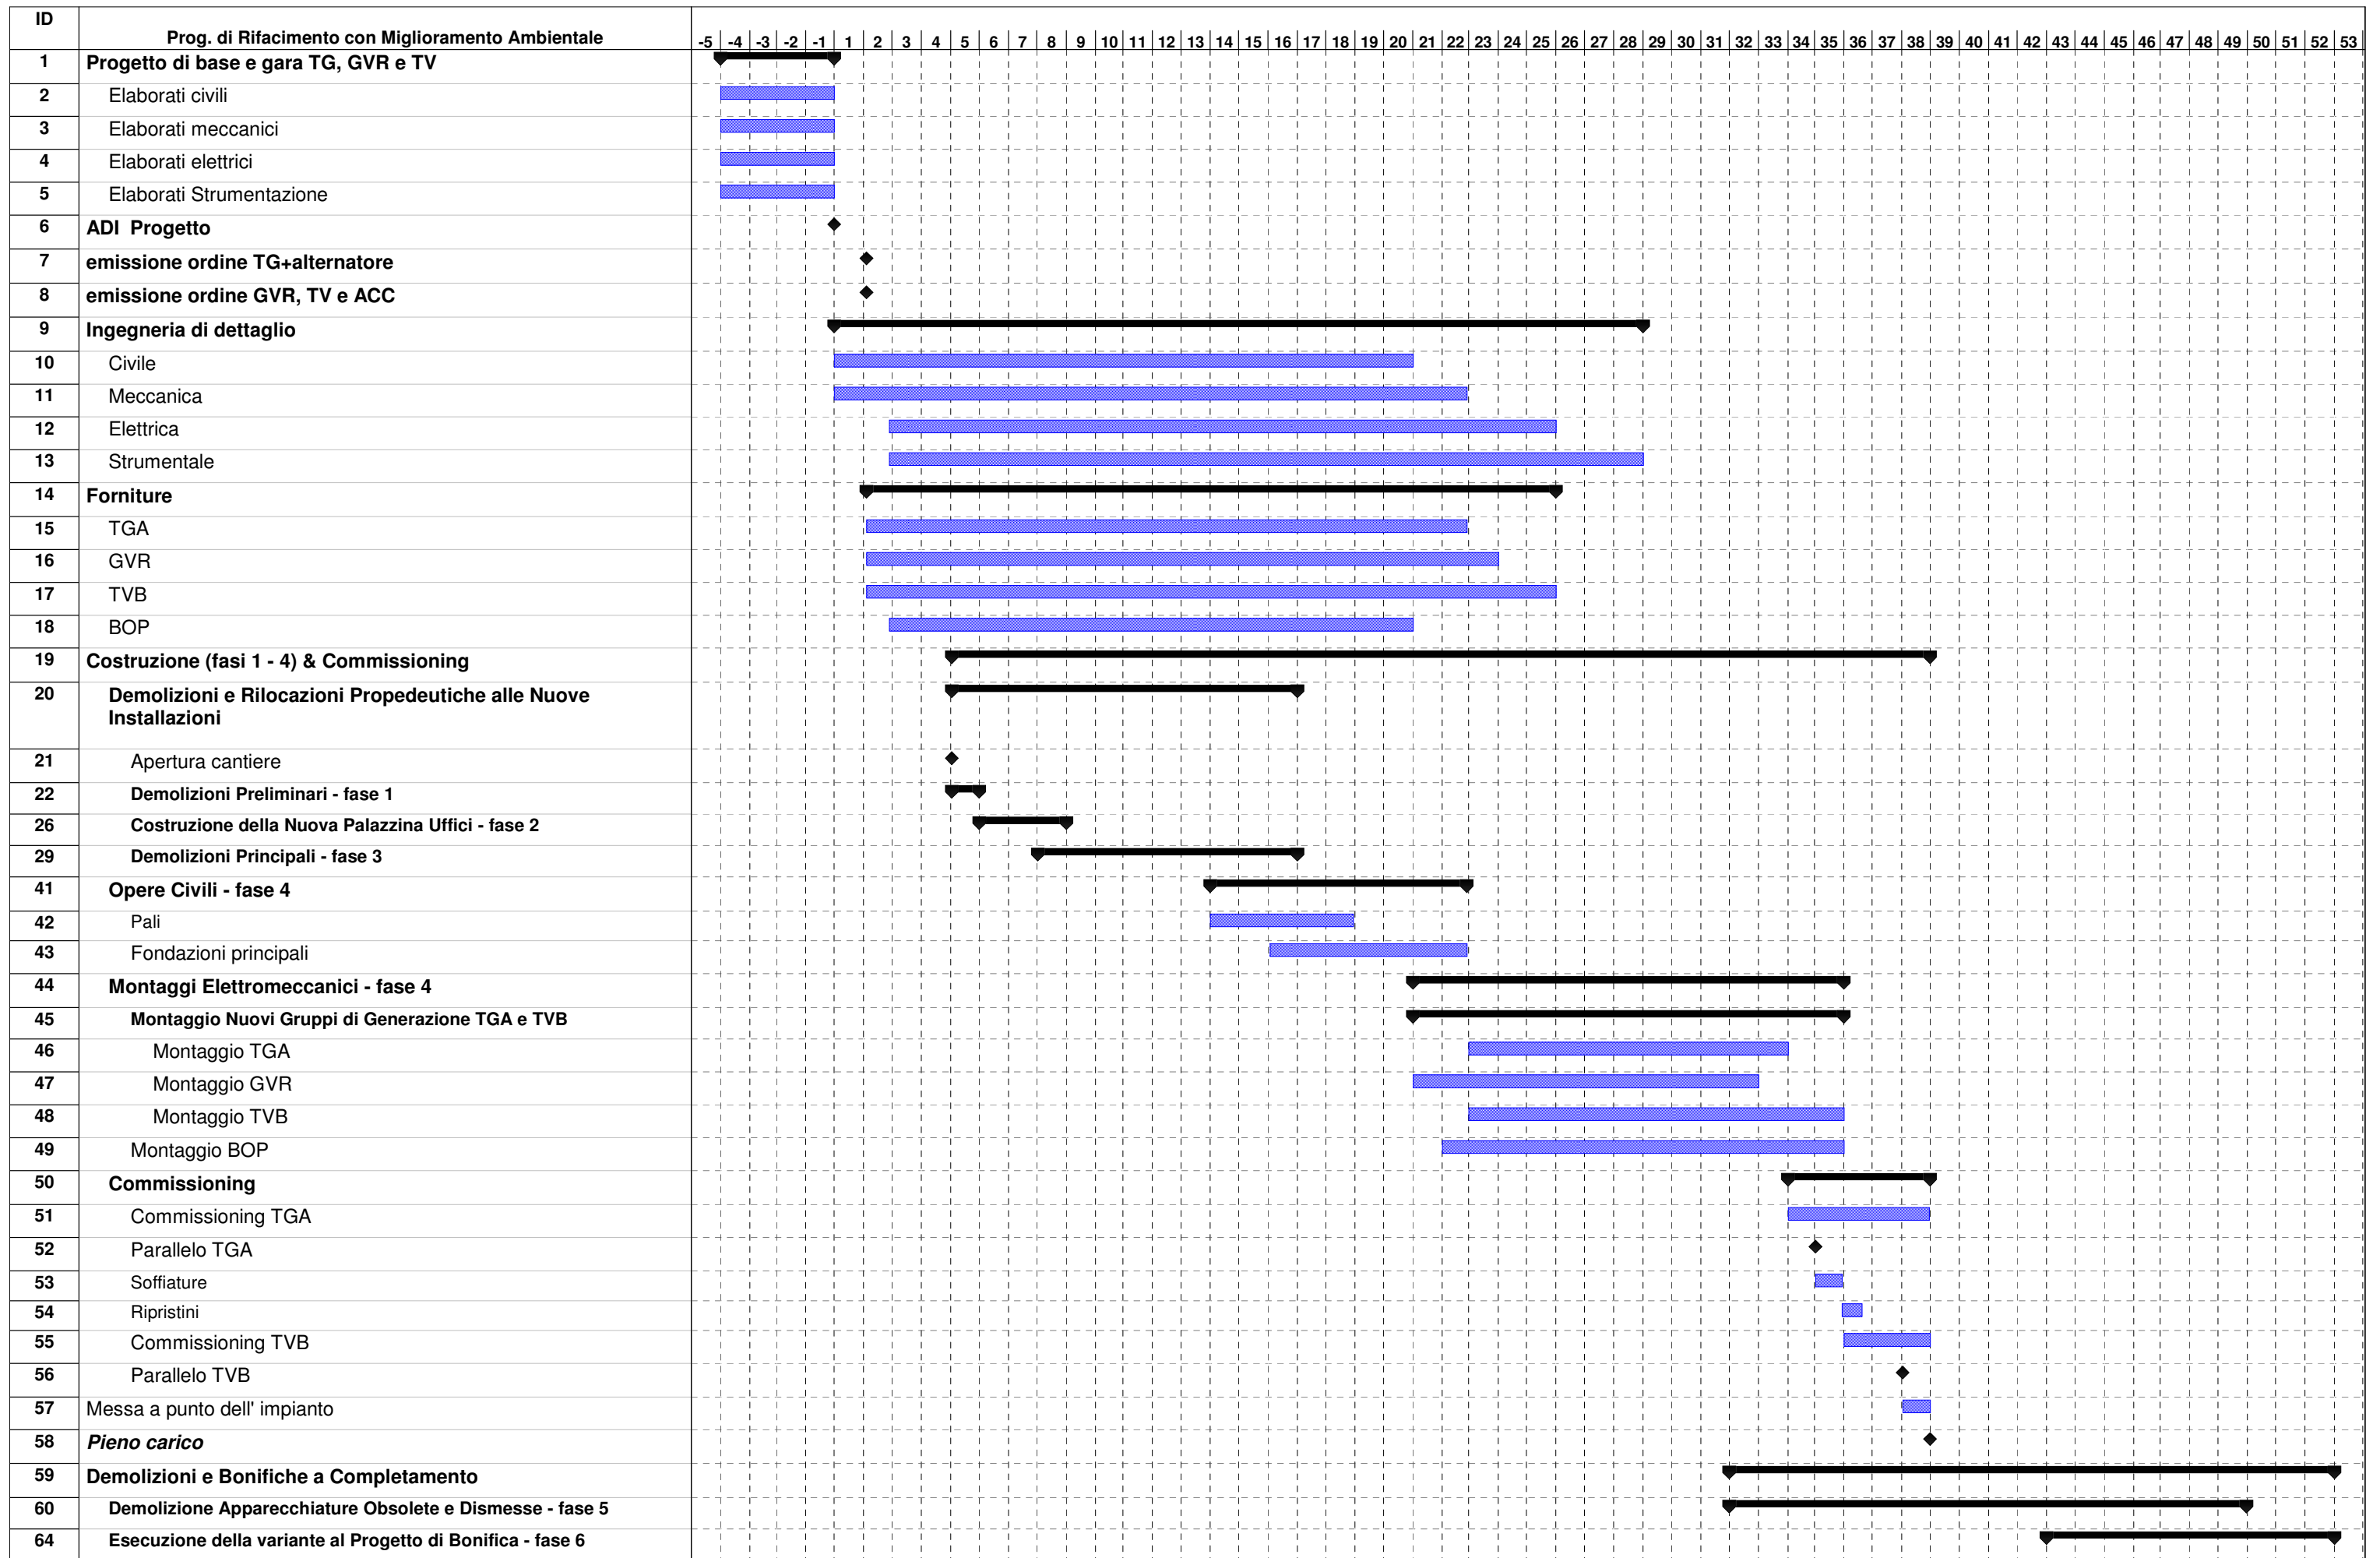 ID
Prog. di Rifacimento con Miglioramento Ambientale
-5 -4 -3 -2 -1 1 2 3 4 5 6 7 8 9 10 11 12 13 14 15 16 17 18 19 20 21 22 23 24 25 26 27 28 29 30 31 32 33 34 35 36 37 38 39 40 41 42 43 44 45 46 47 48 49 50 51 52 53
1 Progetto di base e gara TG, GVR e TV
2 Elaborati civili
3 Elaborati meccanici
4 Elaborati elettrici
5 Elaborati Strumentazione
6 ADI Progetto
7 emissione ordine TG+alternatore
8 emissione ordine GVR, TV e ACC
9 Ingegneria di dettaglio
10 Civile
11 Meccanica
12 Elettrica
13 Strumentale
14 Forniture
15 TGA
16 GVR
17 TVB
18 BOP
19 Costruzione (fasi 1 - 4) & Commissioning
20 Demolizioni e Rilocazioni Propedeutiche alle Nuove
Installazioni
21 Apertura cantiere
22 Demolizioni Preliminari - fase 1
26 Costruzione della Nuova Palazzina Uffici - fase 2
29 Demolizioni Principali - fase 3
41 Opere Civili - fase 4
42 Pali
43 Fondazioni principali
44 Montaggi Elettromeccanici - fase 4
45 Montaggio Nuovi Gruppi di Generazione TGA e TVB
46 Montaggio TGA
47 Montaggio GVR
48 Montaggio TVB
49 Montaggio BOP
50 Commissioning
51 Commissioning TGA
52 Parallelo TGA
53 Soffiature
54 Ripristini
55 Commissioning TVB
56 Parallelo TVB
57 Messa a punto dell' impianto
58 Pieno carico
59 Demolizioni e Bonifiche a Completamento
60 Demolizione Apparecchiature Obsolete e Dismesse - fase 5
64 Esecuzione della variante al Progetto di Bonifica - fase 6